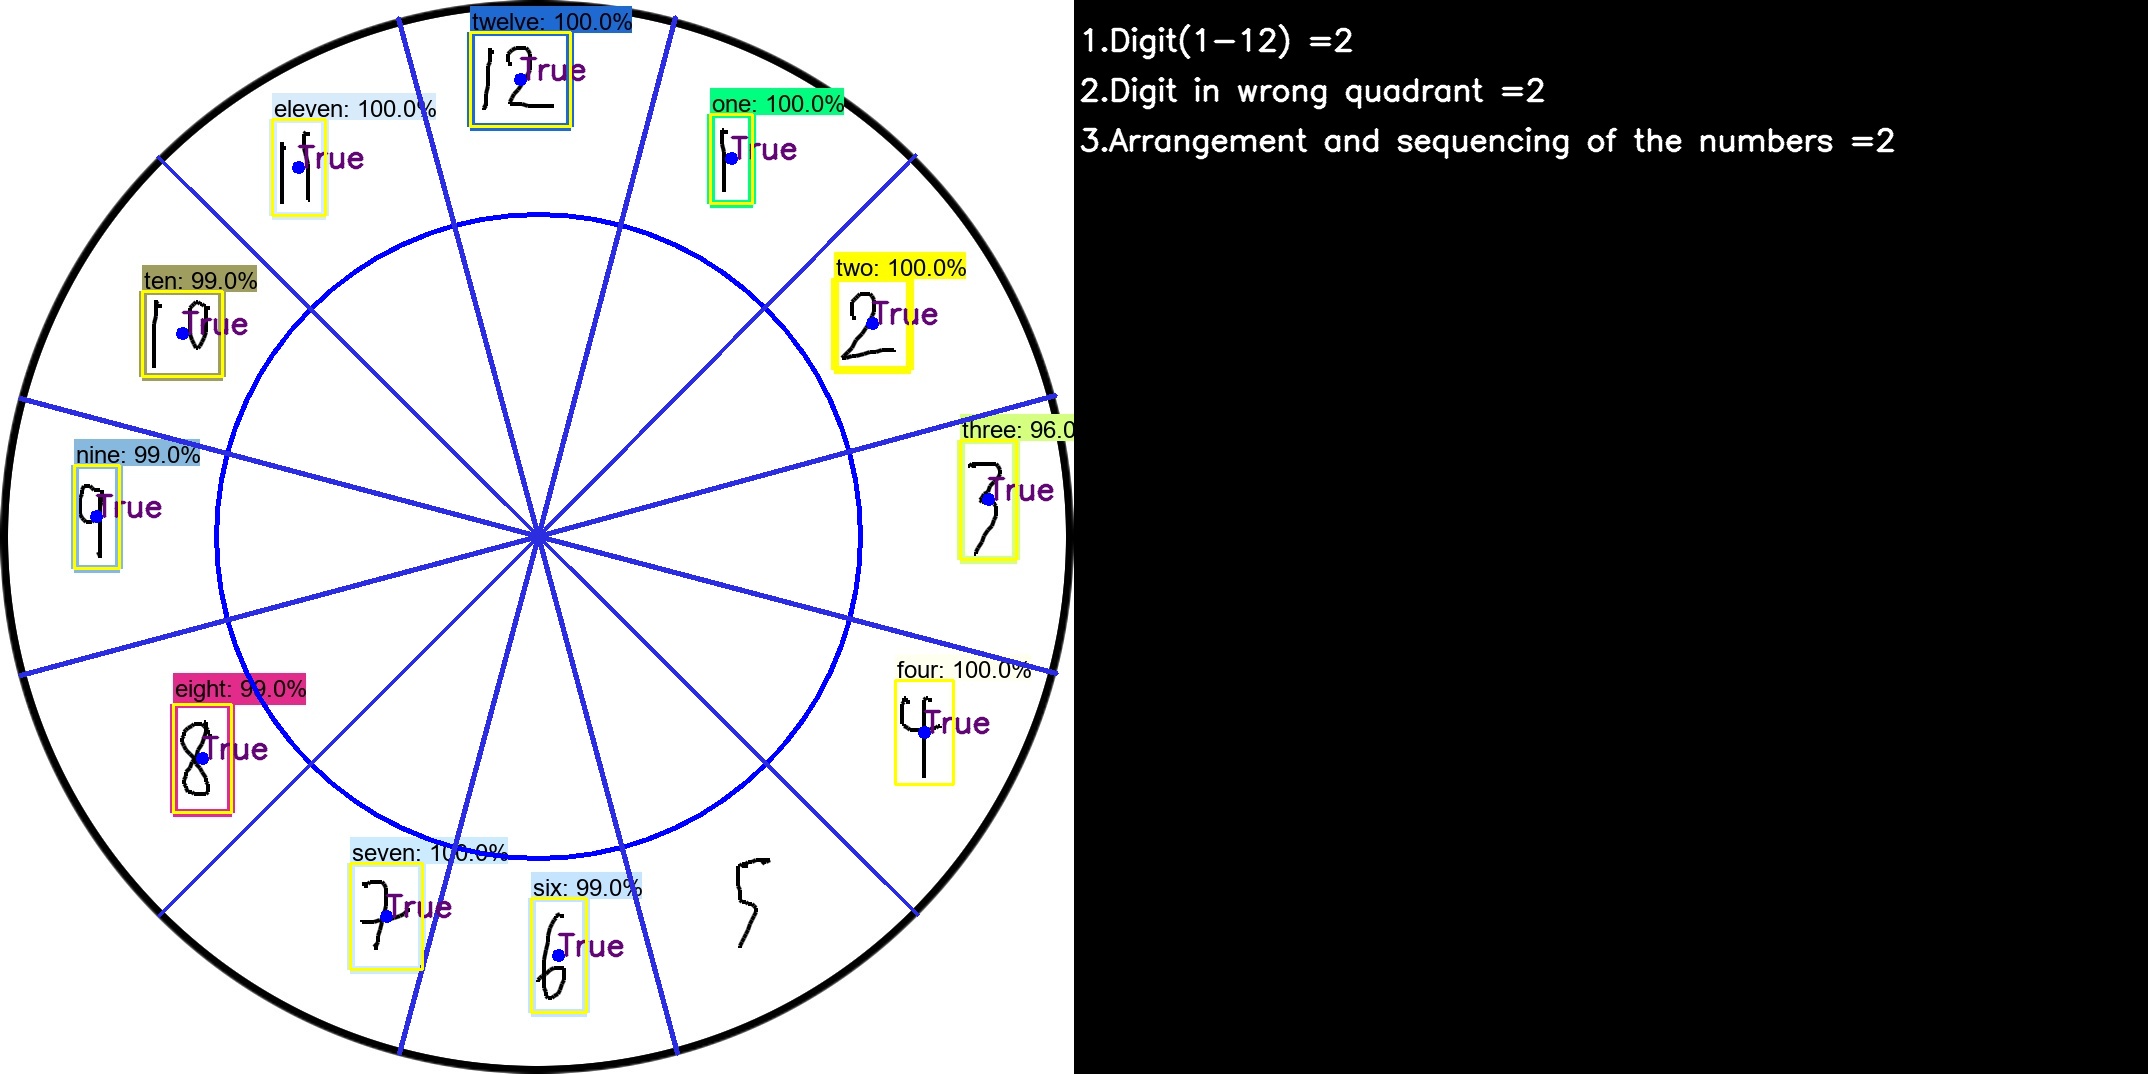 twelve: 100.0%
12
True
one: 100.0%
1
True
eleven: 100.0%
11
True
two: 100.0%
2
True
ten: 99.0%
10
True
three: 96.0
3
True
nine: 99.0%
9
True
four: 100.0%
4
True
eight: 99.0%
8
True
seven: 100.0%
7
True
six: 99.0%
6
True
5
1.Digit(1-12) =2
2.Digit in wrong quadrant =2
3.Arrangement and sequencing of the numbers =2